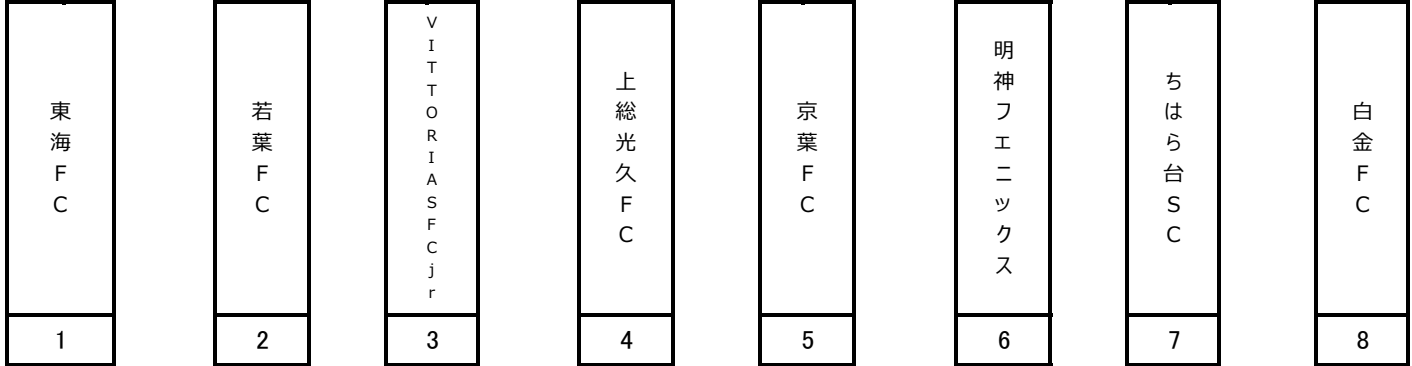 東海FC
若葉FC
VITTORIASFCjr
上総光久FC
京葉FC
明神フェニックス
ちはら台SC
白金FC
1
2
3
4
5
6
7
8